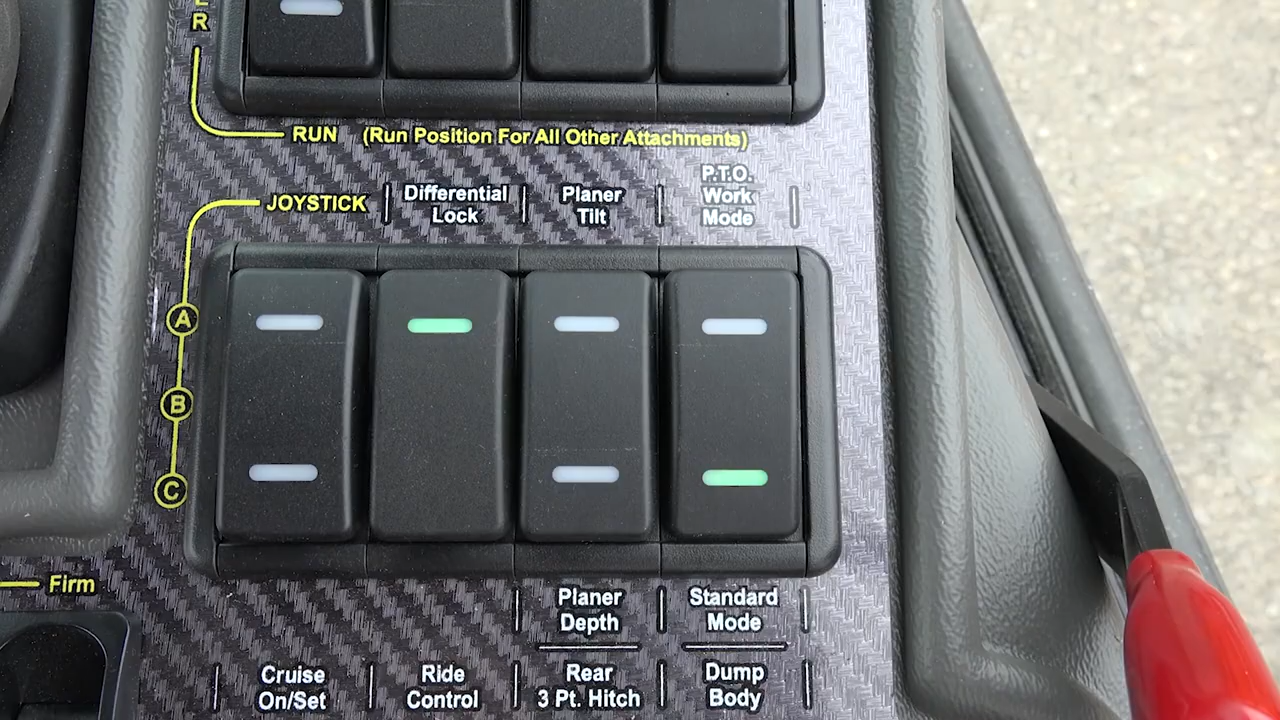 E
R
RUN (Run Position For All Other Attachments)
JOYSTICK
Differential
Lock
Planer
Tilt
P.T.O.
Work
Mode
A
B
C
Firm
Planer
Depth
Standard
Mode
Cruise
On/Set
Ride
Control
Rear
3 Pt. Hitch
Dump
Body